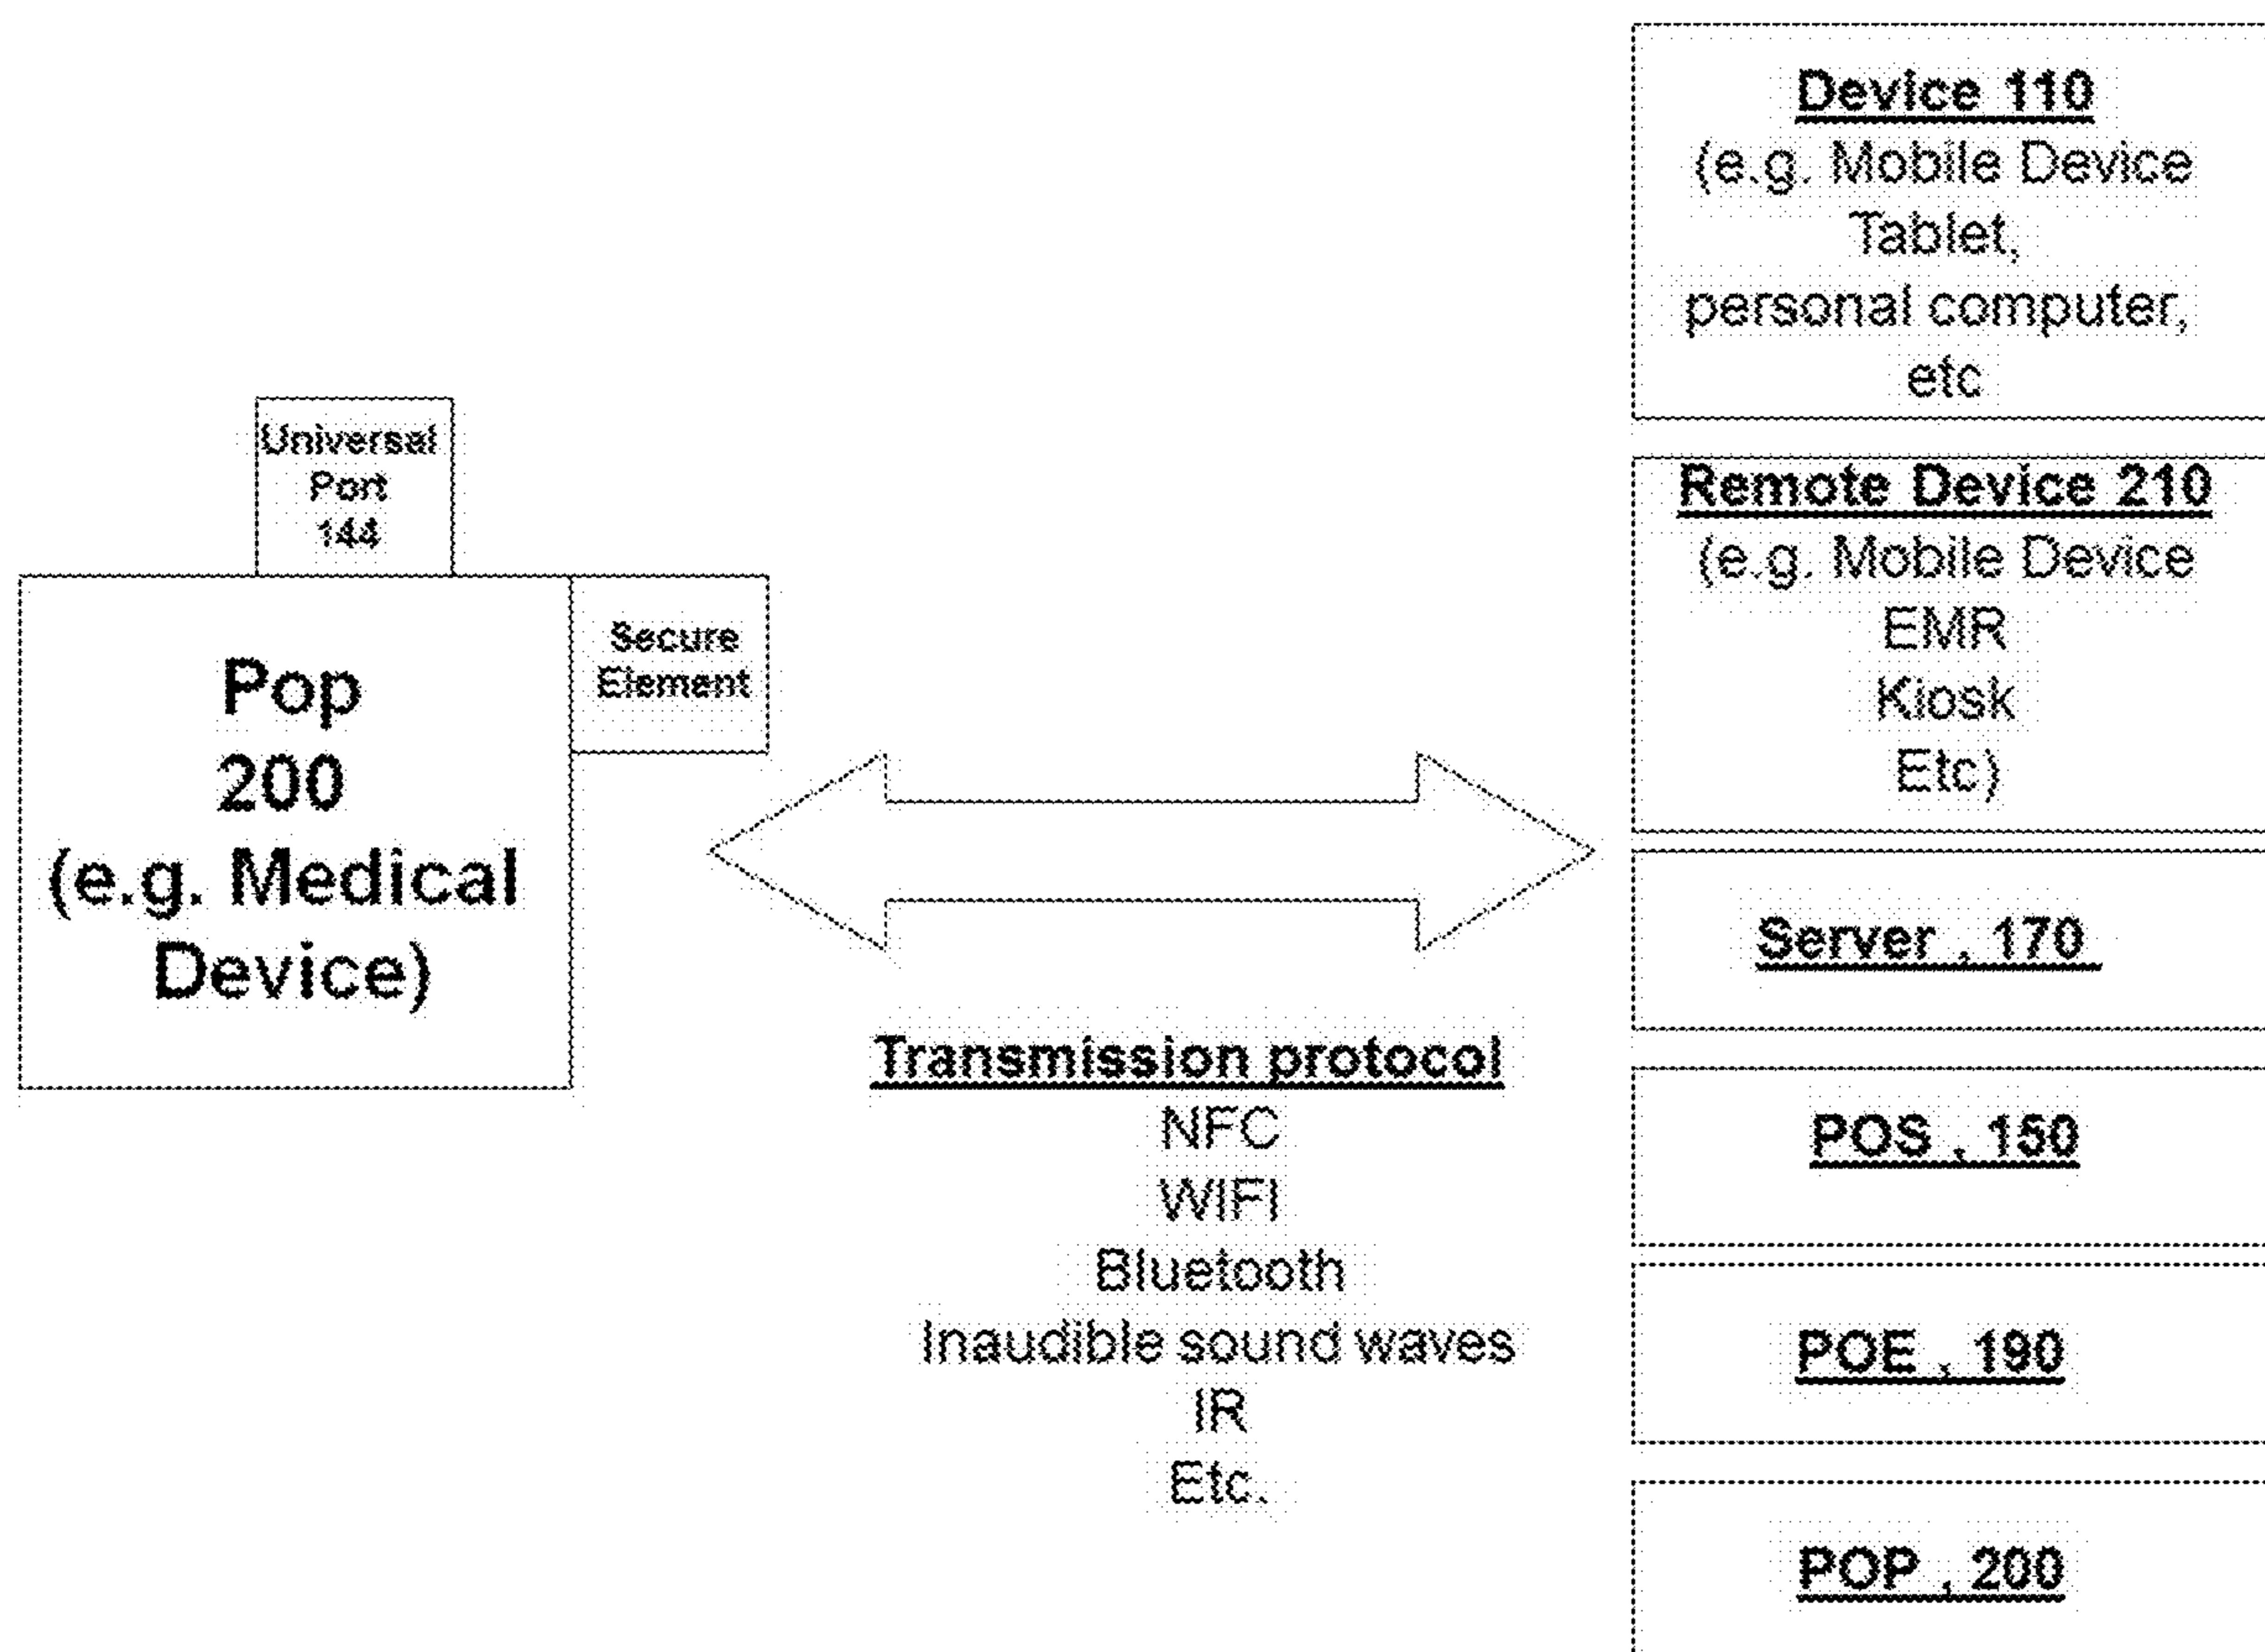 Universal
Port
144
Pop
200
(e.g. Medical
Device)
Secure
Element
Transmission protocol
NFC
WIFI
Bluetooth
Inaudible sound waves
IR
Etc.
Device 110
(e.g. Mobile Device
Tablet,
personal computer,
etc
Remote Device 210
(e.g. Mobile Device
EMR
Kiosk
Etc)
Server , 170
POS , 150
POE , 190
POP , 200